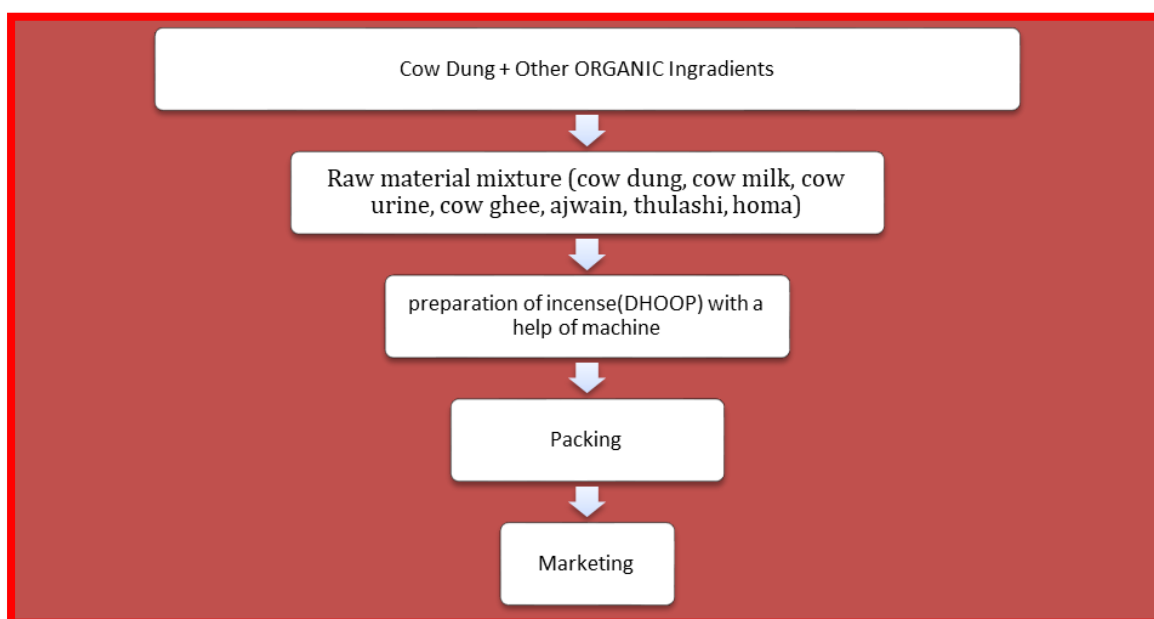 Cow Dung + Other ORGANIC Ingradients
Raw material mixture (cow dung, cow milk, cow
urine, cow ghee, ajwain, thulashi, homa)
preparation of incense(DHOOP) with a
help of machine
Packing
Marketing